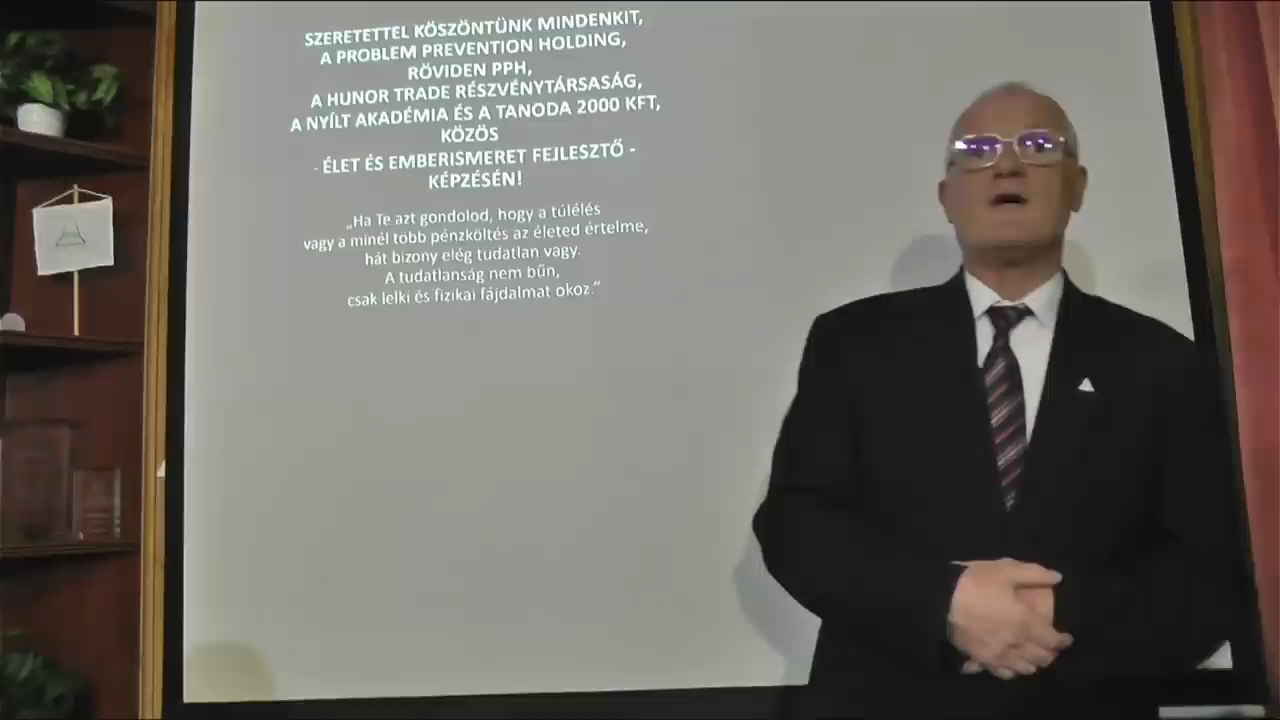 SZERETETTEL KÖSZÖNTÜNK MINDENKIT,
A PROBLEM PREVENTION HOLDING,
RÖVIDEN PPH,
A HUNOR TRADE RÉSZVÉNYTÁRSASÁG,
A NYÍLT AKADÉMIA ÉS A TANODA 2000 KFT,
KÖZÖS
- ÉLET ÉS EMBERISMERET FEJLESZTŐ -
KÉPZÉSÉN!
„Ha Te azt gondolod, hogy a túlélés
vagy a minél több pénzköltés az életed értelme,
hát bizony elég tudatlan vagy.
A tudatlanság nem bűn,
csak lelki és fizikai fájdalmat okoz.”